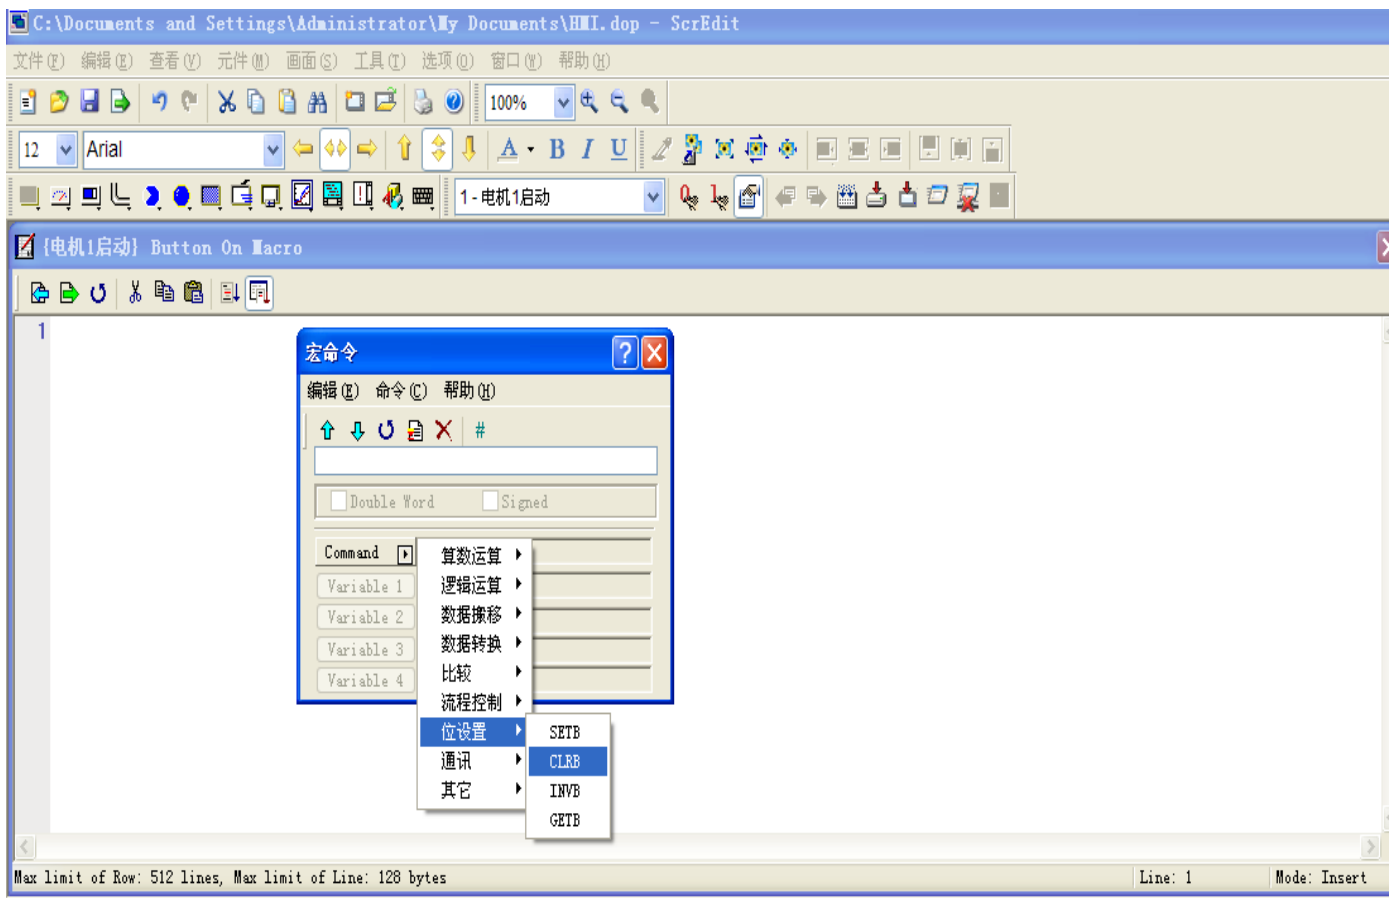 C:\Documents and Settings\Administrator\My Documents\HMI.dop - ScrEdit
文件(F) 编辑(E) 查看(V) 元件(M) 画面(S) 工具(T) 选项(O) 窗口(W) 帮助(H)
100%
12 Arial A B I U
1 - 电机1启动
{电机1启动} Button On Macro
1
宏命令
编辑(E) 命令(C) 帮助(H)
#
Double Word Signed
Command
Variable 1
Variable 2
Variable 3
Variable 4
算数运算
逻辑运算
数据搬移
数据转换
比较
流程控制
位设置
通讯
其它
SETB
CLRB
INVB
GETB
Max limit of Row: 512 lines, Max limit of Line: 128 bytes Line: 1 Mode: Insert